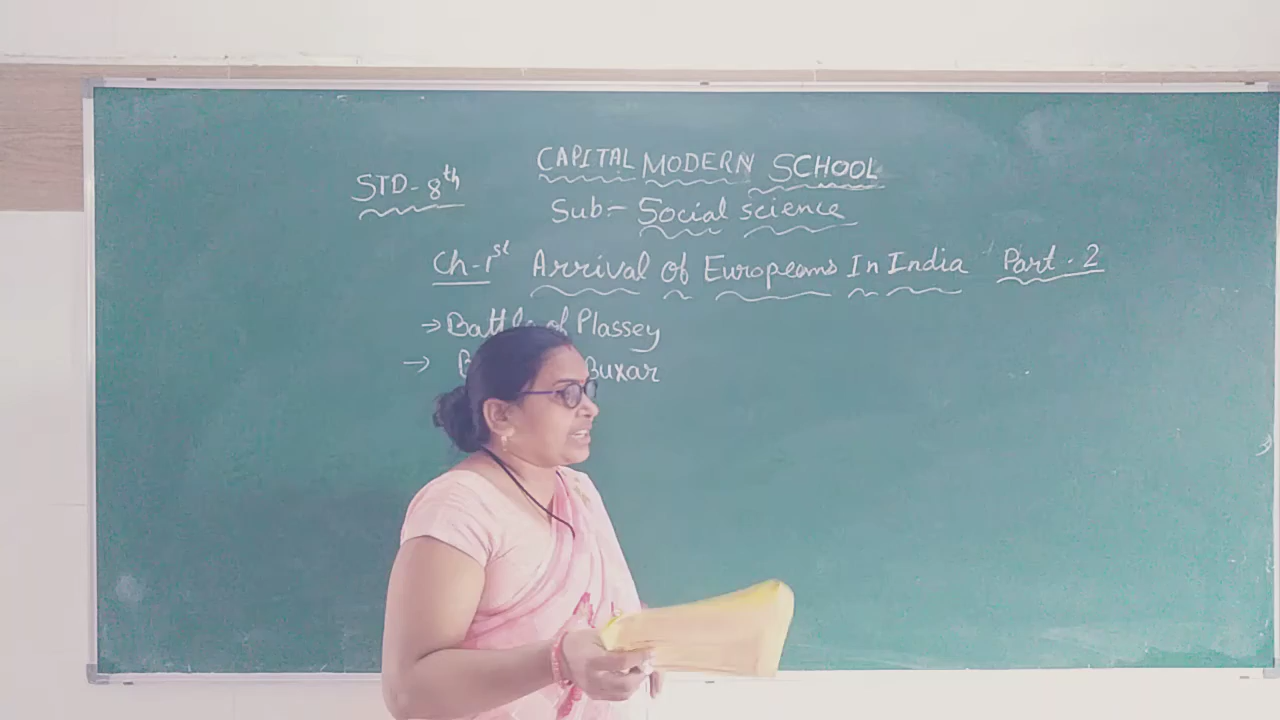 CAPITAL MODERN SCHOOL
STD- 8th
Sub:- Social science
Ch-1st Arrival of Europeans In India Part-2
→ Battle of Plassey
→ Buxar